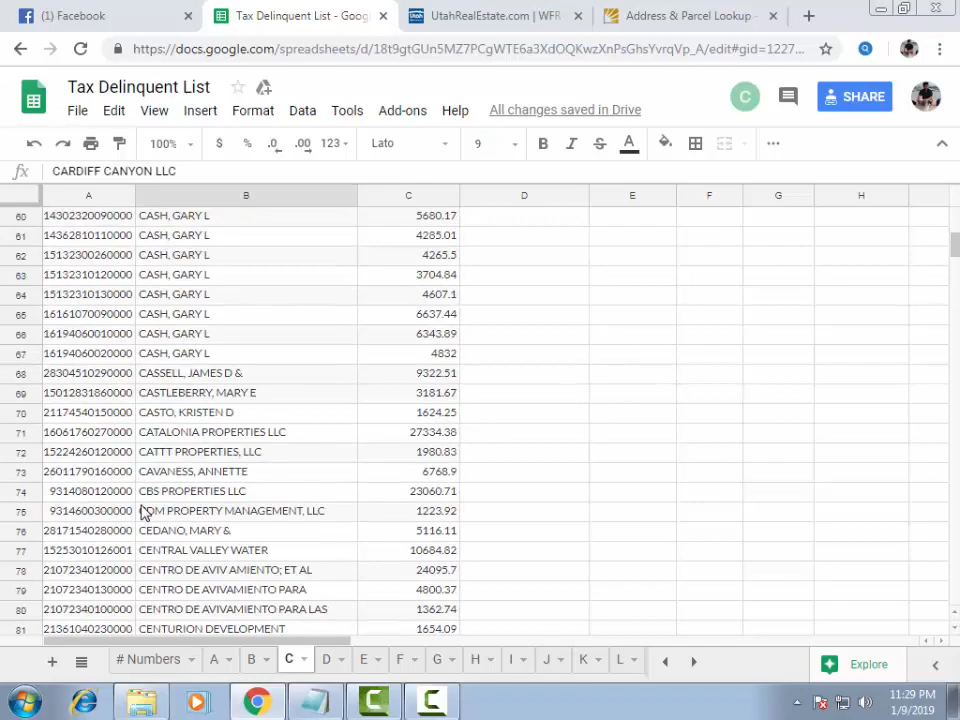 Facebook
Tax Delinquent List - Goog
UtahRealEstate.com | WFR
Address & Parcel Lookup -
https://docs.google.com/spreadsheets/d/18t9gtGUn5MZ7PCgWTE6a3XdOQKwzXnPsGhsYvrqVp_A/edit#gid=1227...
Tax Delinquent List
File Edit View Insert Format Data Tools Add-ons Help All changes saved in Drive
C
SHARE
100% $ % .0 .00 123 Lato 9 B I S A
fx CARDIFF CANYON LLC
A B C D E F G H
60 14302320090000 CASH, GARY L 5680.17
61 14362810110000 CASH, GARY L 4285.01
62 15132300260000 CASH, GARY L 4265.5
63 15132310120000 CASH, GARY L 3704.84
64 15132310130000 CASH, GARY L 4607.1
65 16161070090000 CASH, GARY L 6637.44
66 16194060010000 CASH, GARY L 6343.89
67 16194060020000 CASH, GARY L 4832
68 28304510290000 CASSELL, JAMES D & 9322.51
69 15012831860000 CASTLEBERRY, MARY E 3181.67
70 21174540150000 CASTO, KRISTEN D 1624.25
71 16061760270000 CATALONIA PROPERTIES LLC 27334.38
72 15224260120000 CATTT PROPERTIES, LLC 1980.83
73 26011790160000 CAVANESS, ANNETTE 6768.9
74 9314080120000 CBS PROPERTIES LLC 23060.71
75 9314600300000 PROPERTY MANAGEMENT, LLC 1223.92
76 28171540280000 CEDANO, MARY & 5116.11
77 15253010126001 CENTRAL VALLEY WATER 10684.82
78 21072340120000 CENTRO DE AVIV AMIENTO; ET AL 24095.7
79 21072340130000 CENTRO DE AVIVAMIENTO PARA 4800.37
80 21072340100000 CENTRO DE AVIVAMIENTO PARA LAS 1362.74
81 21361040230000 CENTURION DEVELOPMENT 1654.09
# Numbers A B C D E F G H I J K L
Explore
11:29 PM
1/9/2019